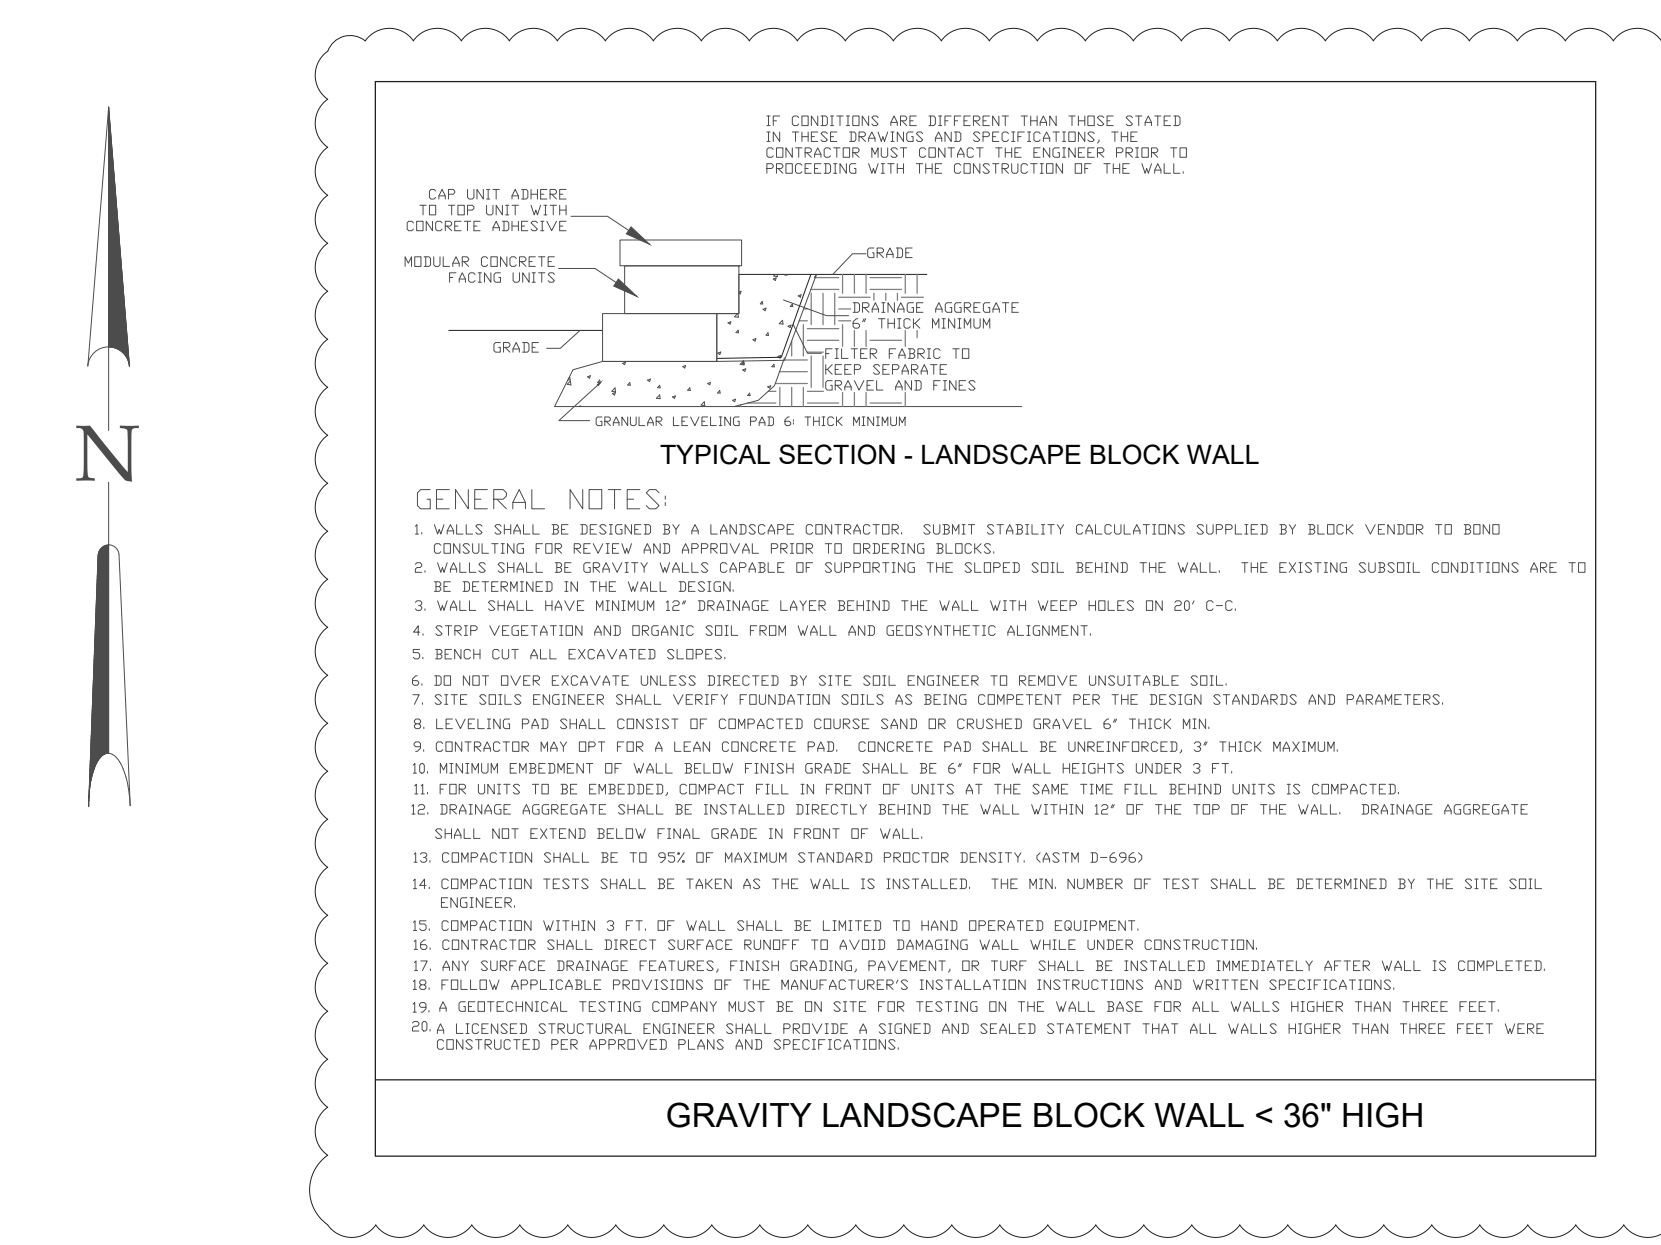 IF CONDITIONS ARE DIFFERENT THAN THOSE STATED
IN THESE DRAWINGS AND SPECIFICATIONS, THE
CONTRACTOR MUST CONTACT THE ENGINEER PRIOR TO
PROCEEDING WITH THE CONSTRUCTION OF THE WALL.
CAP UNIT ADHERE
TO TOP UNIT WITH
CONCRETE ADHESIVE
MODULAR CONCRETE
FACING UNITS
GRADE
DRAINAGE AGGREGATE
6" THICK MINIMUM
GRADE
FILTER FABRIC TO
KEEP SEPARATE
GRAVEL AND FINES
GRANULAR LEVELING PAD 6: THICK MINIMUM
N
TYPICAL SECTION - LANDSCAPE BLOCK WALL
GENERAL NOTES:
1. WALLS SHALL BE DESIGNED BY A LANDSCAPE CONTRACTOR. SUBMIT STABILITY CALCULATIONS SUPPLIED BY BLOCK VENDOR TO BONO
CONSULTING FOR REVIEW AND APPROVAL PRIOR TO ORDERING BLOCKS.
2. WALLS SHALL BE GRAVITY WALLS CAPABLE OF SUPPORTING THE SLOPED SOIL BEHIND THE WALL. THE EXISTING SUBSOIL CONDITIONS ARE TO
BE DETERMINED IN THE WALL DESIGN.
3. WALL SHALL HAVE MINIMUM 12" DRAINAGE LAYER BEHIND THE WALL WITH WEEP HOLES ON 20' C-C.
4. STRIP VEGETATION AND ORGANIC SOIL FROM WALL AND GEOSYNTHETIC ALIGNMENT.
5. BENCH CUT ALL EXCAVATED SLOPES.
6. DO NOT OVER EXCAVATE UNLESS DIRECTED BY SITE SOIL ENGINEER TO REMOVE UNSUITABLE SOIL.
7. SITE SOILS ENGINEER SHALL VERIFY FOUNDATION SOILS AS BEING COMPETENT PER THE DESIGN STANDARDS AND PARAMETERS.
8. LEVELING PAD SHALL CONSIST OF COMPACTED COURSE SAND OR CRUSHED GRAVEL 6" THICK MIN.
9. CONTRACTOR MAY OPT FOR A LEAN CONCRETE PAD. CONCRETE PAD SHALL BE UNREINFORCED, 3" THICK MAXIMUM.
10. MINIMUM EMBEDMENT OF WALL BELOW FINISH GRADE SHALL BE 6" FOR WALL HEIGHTS UNDER 3 FT.
11. FOR UNITS TO BE EMBEDDED, COMPACT FILL IN FRONT OF UNITS AT THE SAME TIME FILL BEHIND UNITS IS COMPACTED.
12. DRAINAGE AGGREGATE SHALL BE INSTALLED DIRECTLY BEHIND THE WALL WITHIN 12" OF THE TOP OF THE WALL. DRAINAGE AGGREGATE
SHALL NOT EXTEND BELOW FINAL GRADE IN FRONT OF WALL.
13. COMPACTION SHALL BE TO 95% OF MAXIMUM STANDARD PROCTOR DENSITY. (ASTM D-696)
14. COMPACTION TESTS SHALL BE TAKEN AS THE WALL IS INSTALLED. THE MIN. NUMBER OF TEST SHALL BE DETERMINED BY THE SITE SOIL
ENGINEER.
15. COMPACTION WITHIN 3 FT. OF WALL SHALL BE LIMITED TO HAND OPERATED EQUIPMENT.
16. CONTRACTOR SHALL DIRECT SURFACE RUNOFF TO AVOID DAMAGING WALL WHILE UNDER CONSTRUCTION.
17. ANY SURFACE DRAINAGE FEATURES, FINISH GRADING, PAVEMENT, OR TURF SHALL BE INSTALLED IMMEDIATELY AFTER WALL IS COMPLETED.
18. FOLLOW APPLICABLE PROVISIONS OF THE MANUFACTURER'S INSTALLATION INSTRUCTIONS AND WRITTEN SPECIFICATIONS.
19. A GEOTECHNICAL TESTING COMPANY MUST BE ON SITE FOR TESTING ON THE WALL BASE FOR ALL WALLS HIGHER THAN THREE FEET.
20. A LICENSED STRUCTURAL ENGINEER SHALL PROVIDE A SIGNED AND SEALED STATEMENT THAT ALL WALLS HIGHER THAN THREE FEET WERE
CONSTRUCTED PER APPROVED PLANS AND SPECIFICATIONS.
GRAVITY LANDSCAPE BLOCK WALL < 36" HIGH